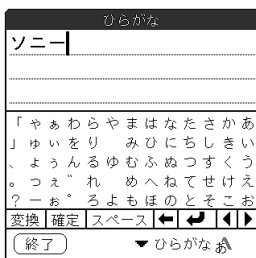 ひらがな
ソニー
「ゃぁわらやまはなたさかあ
」ゅぃをり みひにちしきい
、ょぅんるゆむふぬつすくう
。っぇ゛れ めへねてせけえ
？ーぉ゜ろよもほのとそこお
変換 確定 スペース ← ↵ ◀ ▶
終了 ▼ ひらがな あA